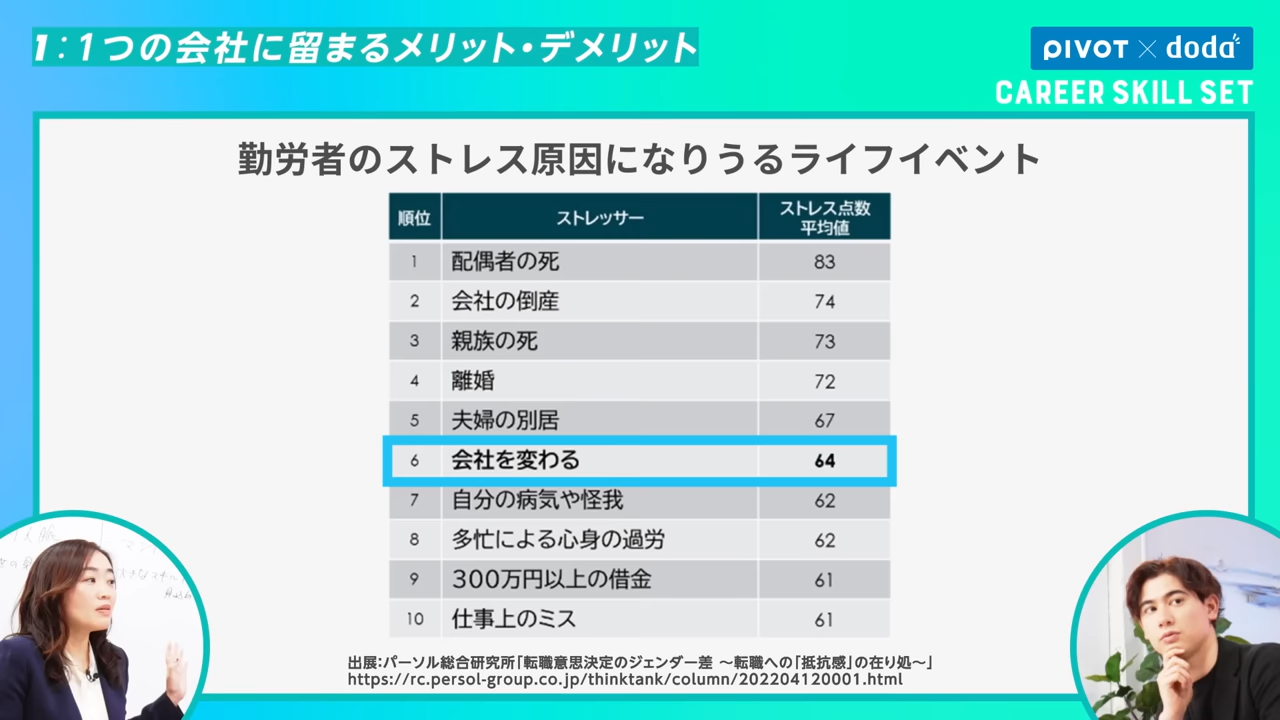 1：1つの会社に留まるメリット・デメリット
PIVOT × doda
CAREER SKILL SET
勤労者のストレス原因になりうるライフイベント
順位 ストレッサー ストレス点数 平均値
1 配偶者の死 83
2 会社の倒産 74
3 親族の死 73
4 離婚 72
5 夫婦の別居 67
6 会社を変わる 64
7 自分の病気や怪我 62
8 多忙による心身の過労 62
9 300万円以上の借金 61
10 仕事上のミス 61
出展：パーソル総合研究所「転職意思決定のジェンダー差 ～転職への「抵抗感」の在り処～」
https://rc.persol-group.co.jp/thinktank/column/202204120001.html